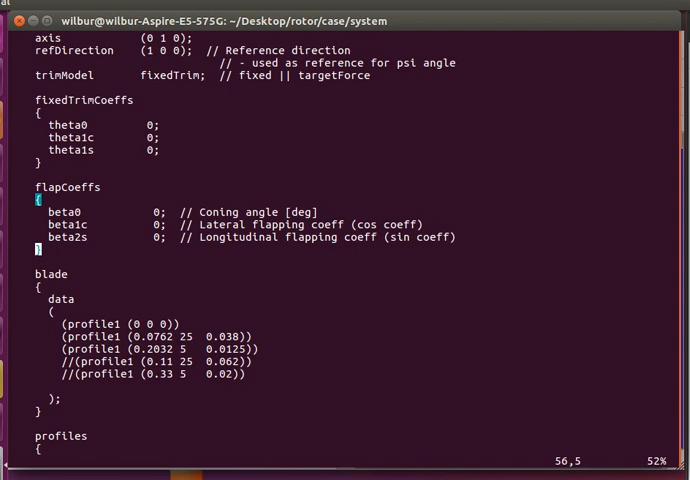 al
wilbur@wilbur-Aspire-E5-575G: ~/Desktop/rotor/case/system
axis            (0 1 0);
refDirection    (1 0 0);  // Reference direction
                            // - used as reference for psi angle
trimModel       fixedTrim;  // fixed || targetForce

fixedTrimCoeffs
{
  theta0         0;
  theta1c        0;
  theta1s        0;
}

flapCoeffs
{
  beta0           0;  // Coning angle [deg]
  beta1c          0;  // Lateral flapping coeff (cos coeff)
  beta2s          0;  // Longitudinal flapping coeff (sin coeff)
}

blade
{
  data
  (
    (profile1 (0 0 0))
    (profile1 (0.0762 25  0.038))
    (profile1 (0.2032 5   0.0125))
    //(profile1 (0.11 25  0.062))
    //(profile1 (0.33 5   0.02))

  );
}

profiles
{
56,5          52%